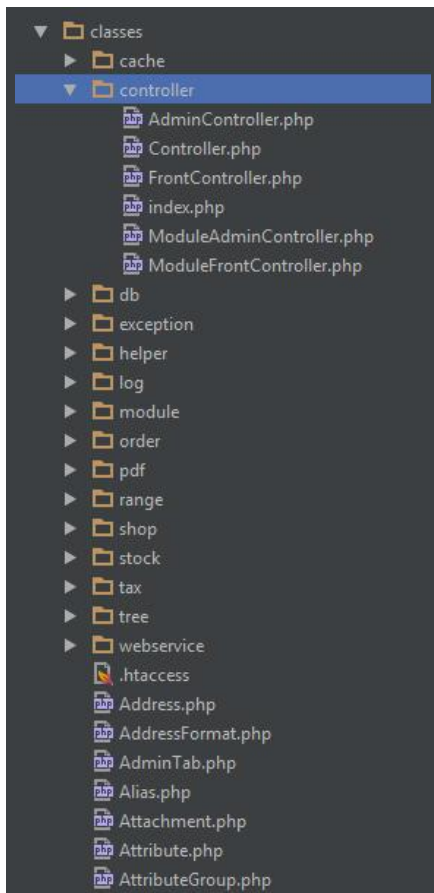 classes
cache
controller
AdminController.php
Controller.php
FrontController.php
index.php
ModuleAdminController.php
ModuleFrontController.php
db
exception
helper
log
module
order
pdf
range
shop
stock
tax
tree
webservice
.htaccess
Address.php
AddressFormat.php
AdminTab.php
Alias.php
Attachment.php
Attribute.php
AttributeGroup.php